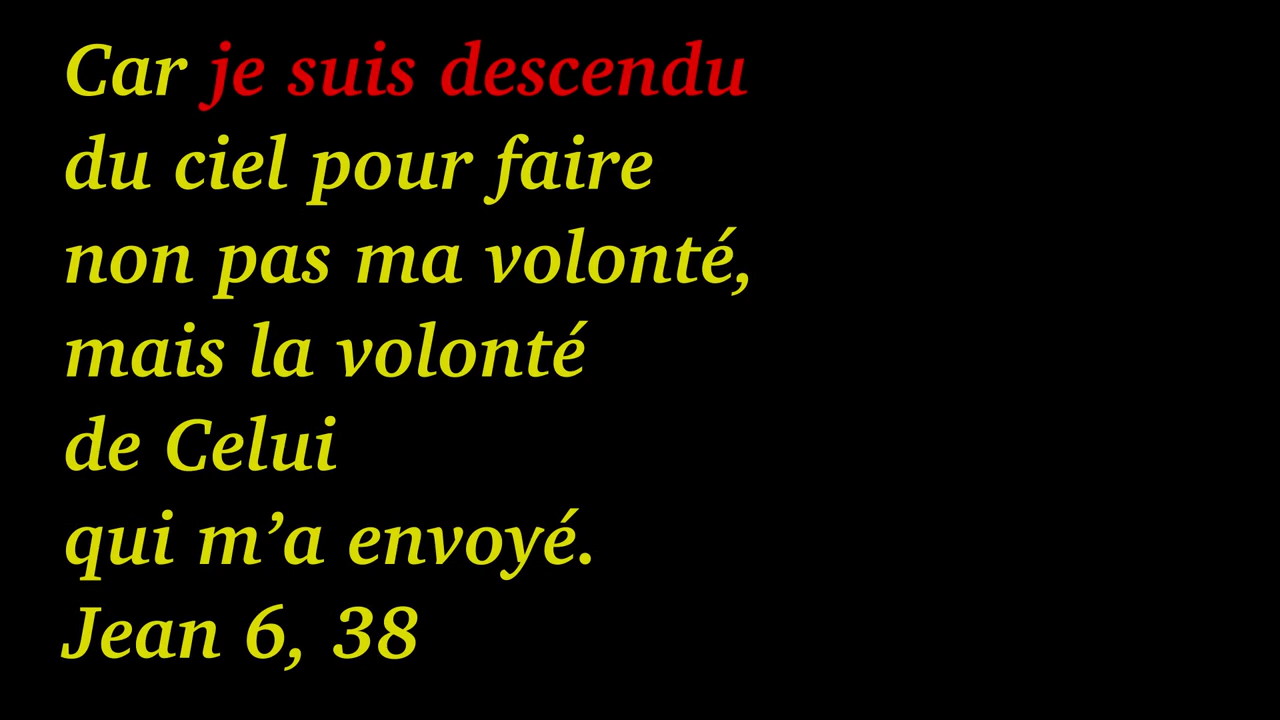 Car je suis descendu
du ciel pour faire
non pas ma volonté,
mais la volonté
de Celui
qui m’a envoyé.
Jean 6, 38